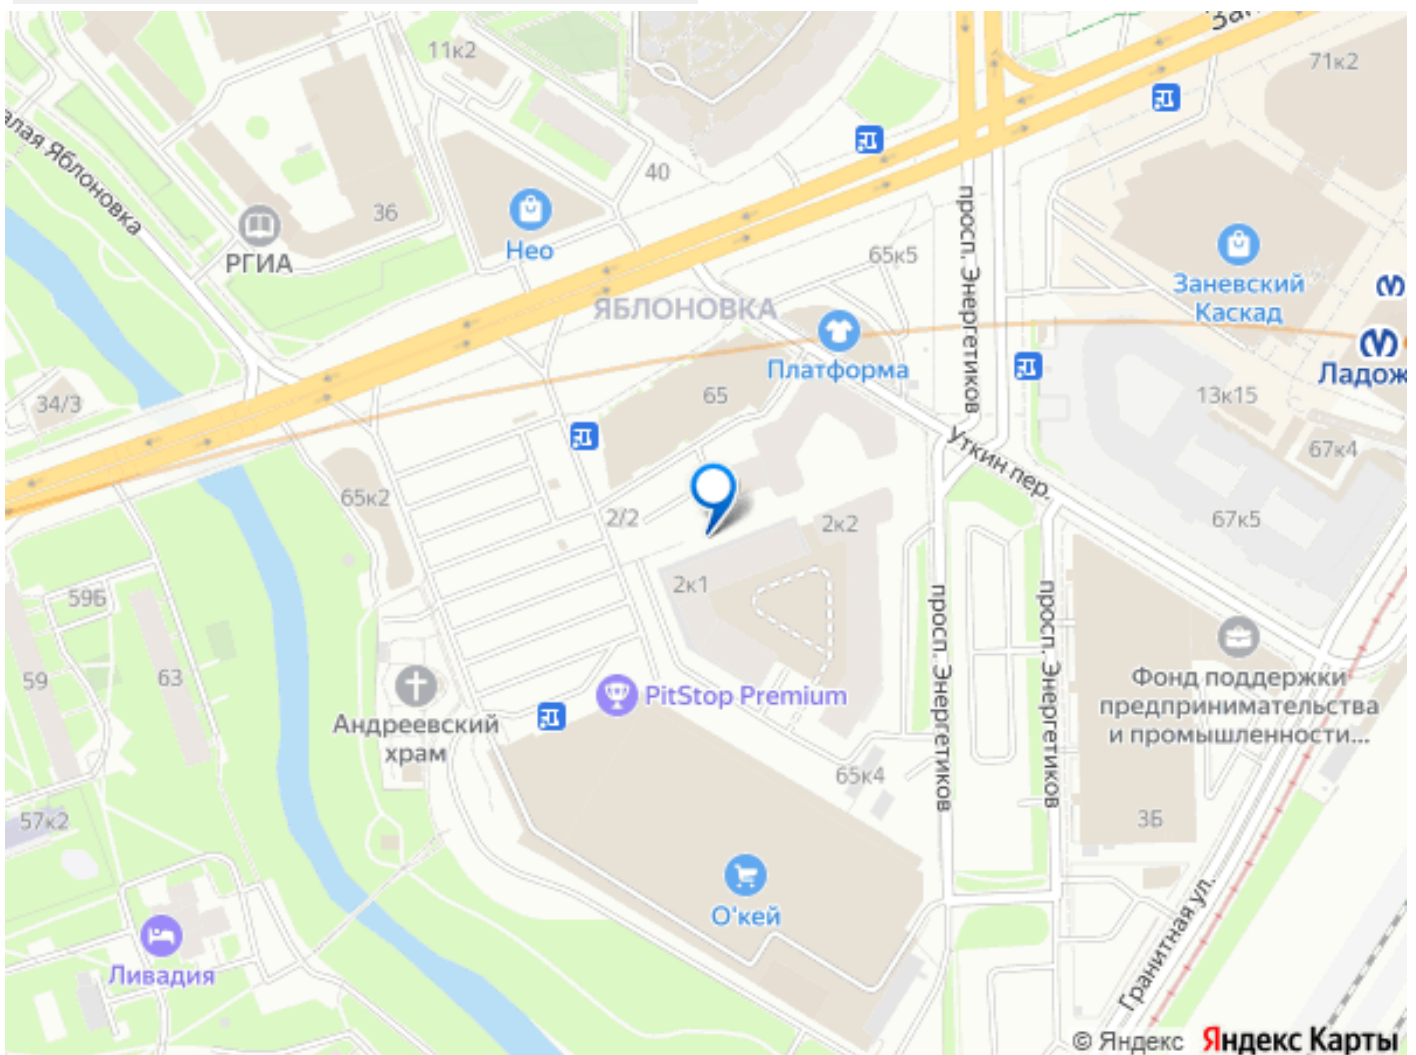 11к2
71к2
40
алая Яблоновка
36
Нео
РГИА
65к5
Заневский
Каскад
ЯБЛОНОВКА
просп. Энергетиков
Платформа
Ладож
34/3
65
13к15
Уткин пер.
67к4
65к2
2/2
2к2
67к5
2к1
59Б
просп. Энергетиков
просп. Энергетиков
59
63
PitStop Premium
Фонд поддержки
предпринимательства
и промышленности...
Андреевский
храм
65к4
57к2
3Б
О'кей
Гранитная ул.
Ливадия
© Яндекс Яндекс Карты